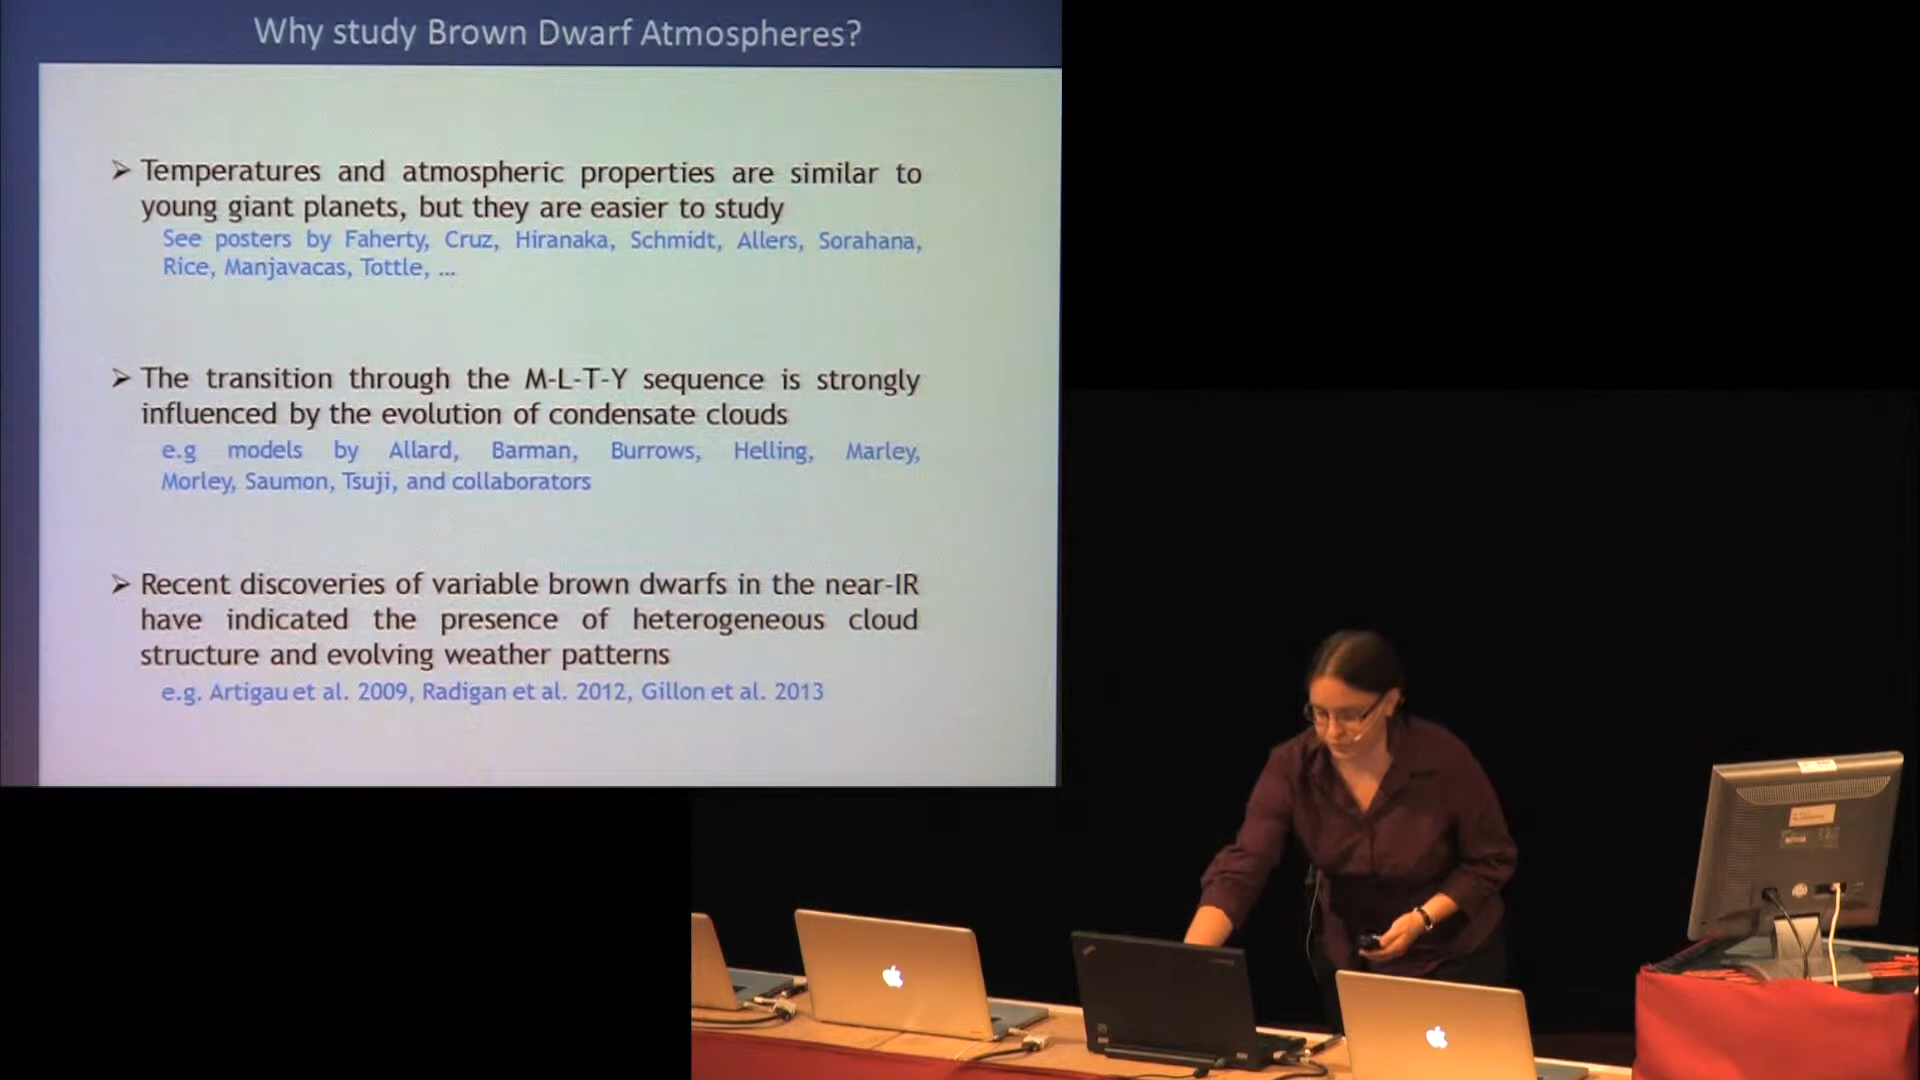 Why study Brown Dwarf Atmospheres?
➢ Temperatures and atmospheric properties are similar to
young giant planets, but they are easier to study
See posters by Faherty, Cruz, Hiranaka, Schmidt, Allers, Sorahana,
Rice, Manjavacas, Tottle, ...
➢ The transition through the M-L-T-Y sequence is strongly
influenced by the evolution of condensate clouds
e.g models by Allard, Barman, Burrows, Helling, Marley,
Morley, Saumon, Tsuji, and collaborators
➢ Recent discoveries of variable brown dwarfs in the near-IR
have indicated the presence of heterogeneous cloud
structure and evolving weather patterns
e.g. Artigau et al. 2009, Radigan et al. 2012, Gillon et al. 2013